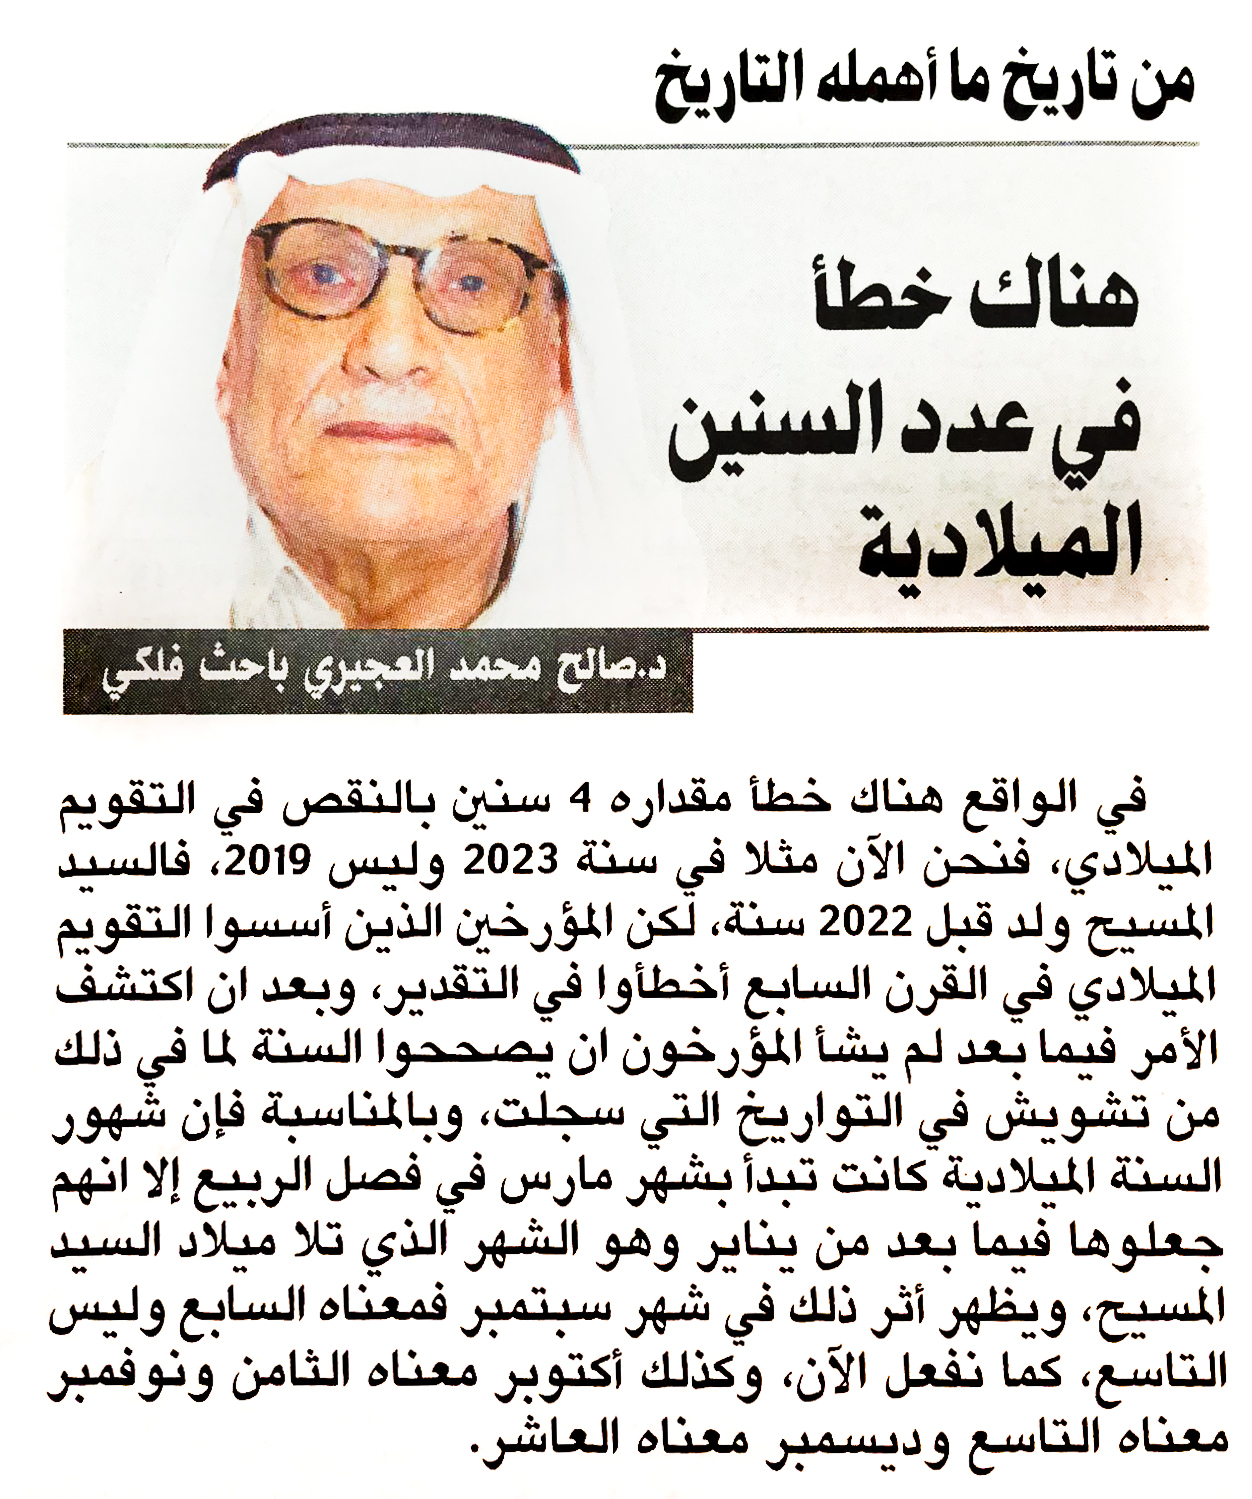 من تاريخ ما أهمله التاريخ
هناك خطأ
في عدد السنين
الميلادية
د.صالح محمد العجيري باحث فلكي
في الواقع هناك خطأ مقداره 4 سنين بالنقص في التقويم
الميلادي، فنحن الآن مثلا في سنة 2023 وليس 2019، فالسيد
المسيح ولد قبل 2022 سنة، لكن المؤرخين الذين أسسوا التقويم
الميلادي في القرن السابع أخطأوا في التقدير، وبعد ان اكتشف
الأمر فيما بعد لم يشأ المؤرخون ان يصححوا السنة لما في ذلك
من تشويش في التواريخ التي سجلت، وبالمناسبة فإن شهور
السنة الميلادية كانت تبدأ بشهر مارس في فصل الربيع إلا انهم
جعلوها فيما بعد من يناير وهو الشهر الذي تلا ميلاد السيد
المسيح، ويظهر أثر ذلك في شهر سبتمبر فمعناه السابع وليس
التاسع، كما نفعل الآن، وكذلك أكتوبر معناه الثامن ونوفمبر
معناه التاسع وديسمبر معناه العاشر.